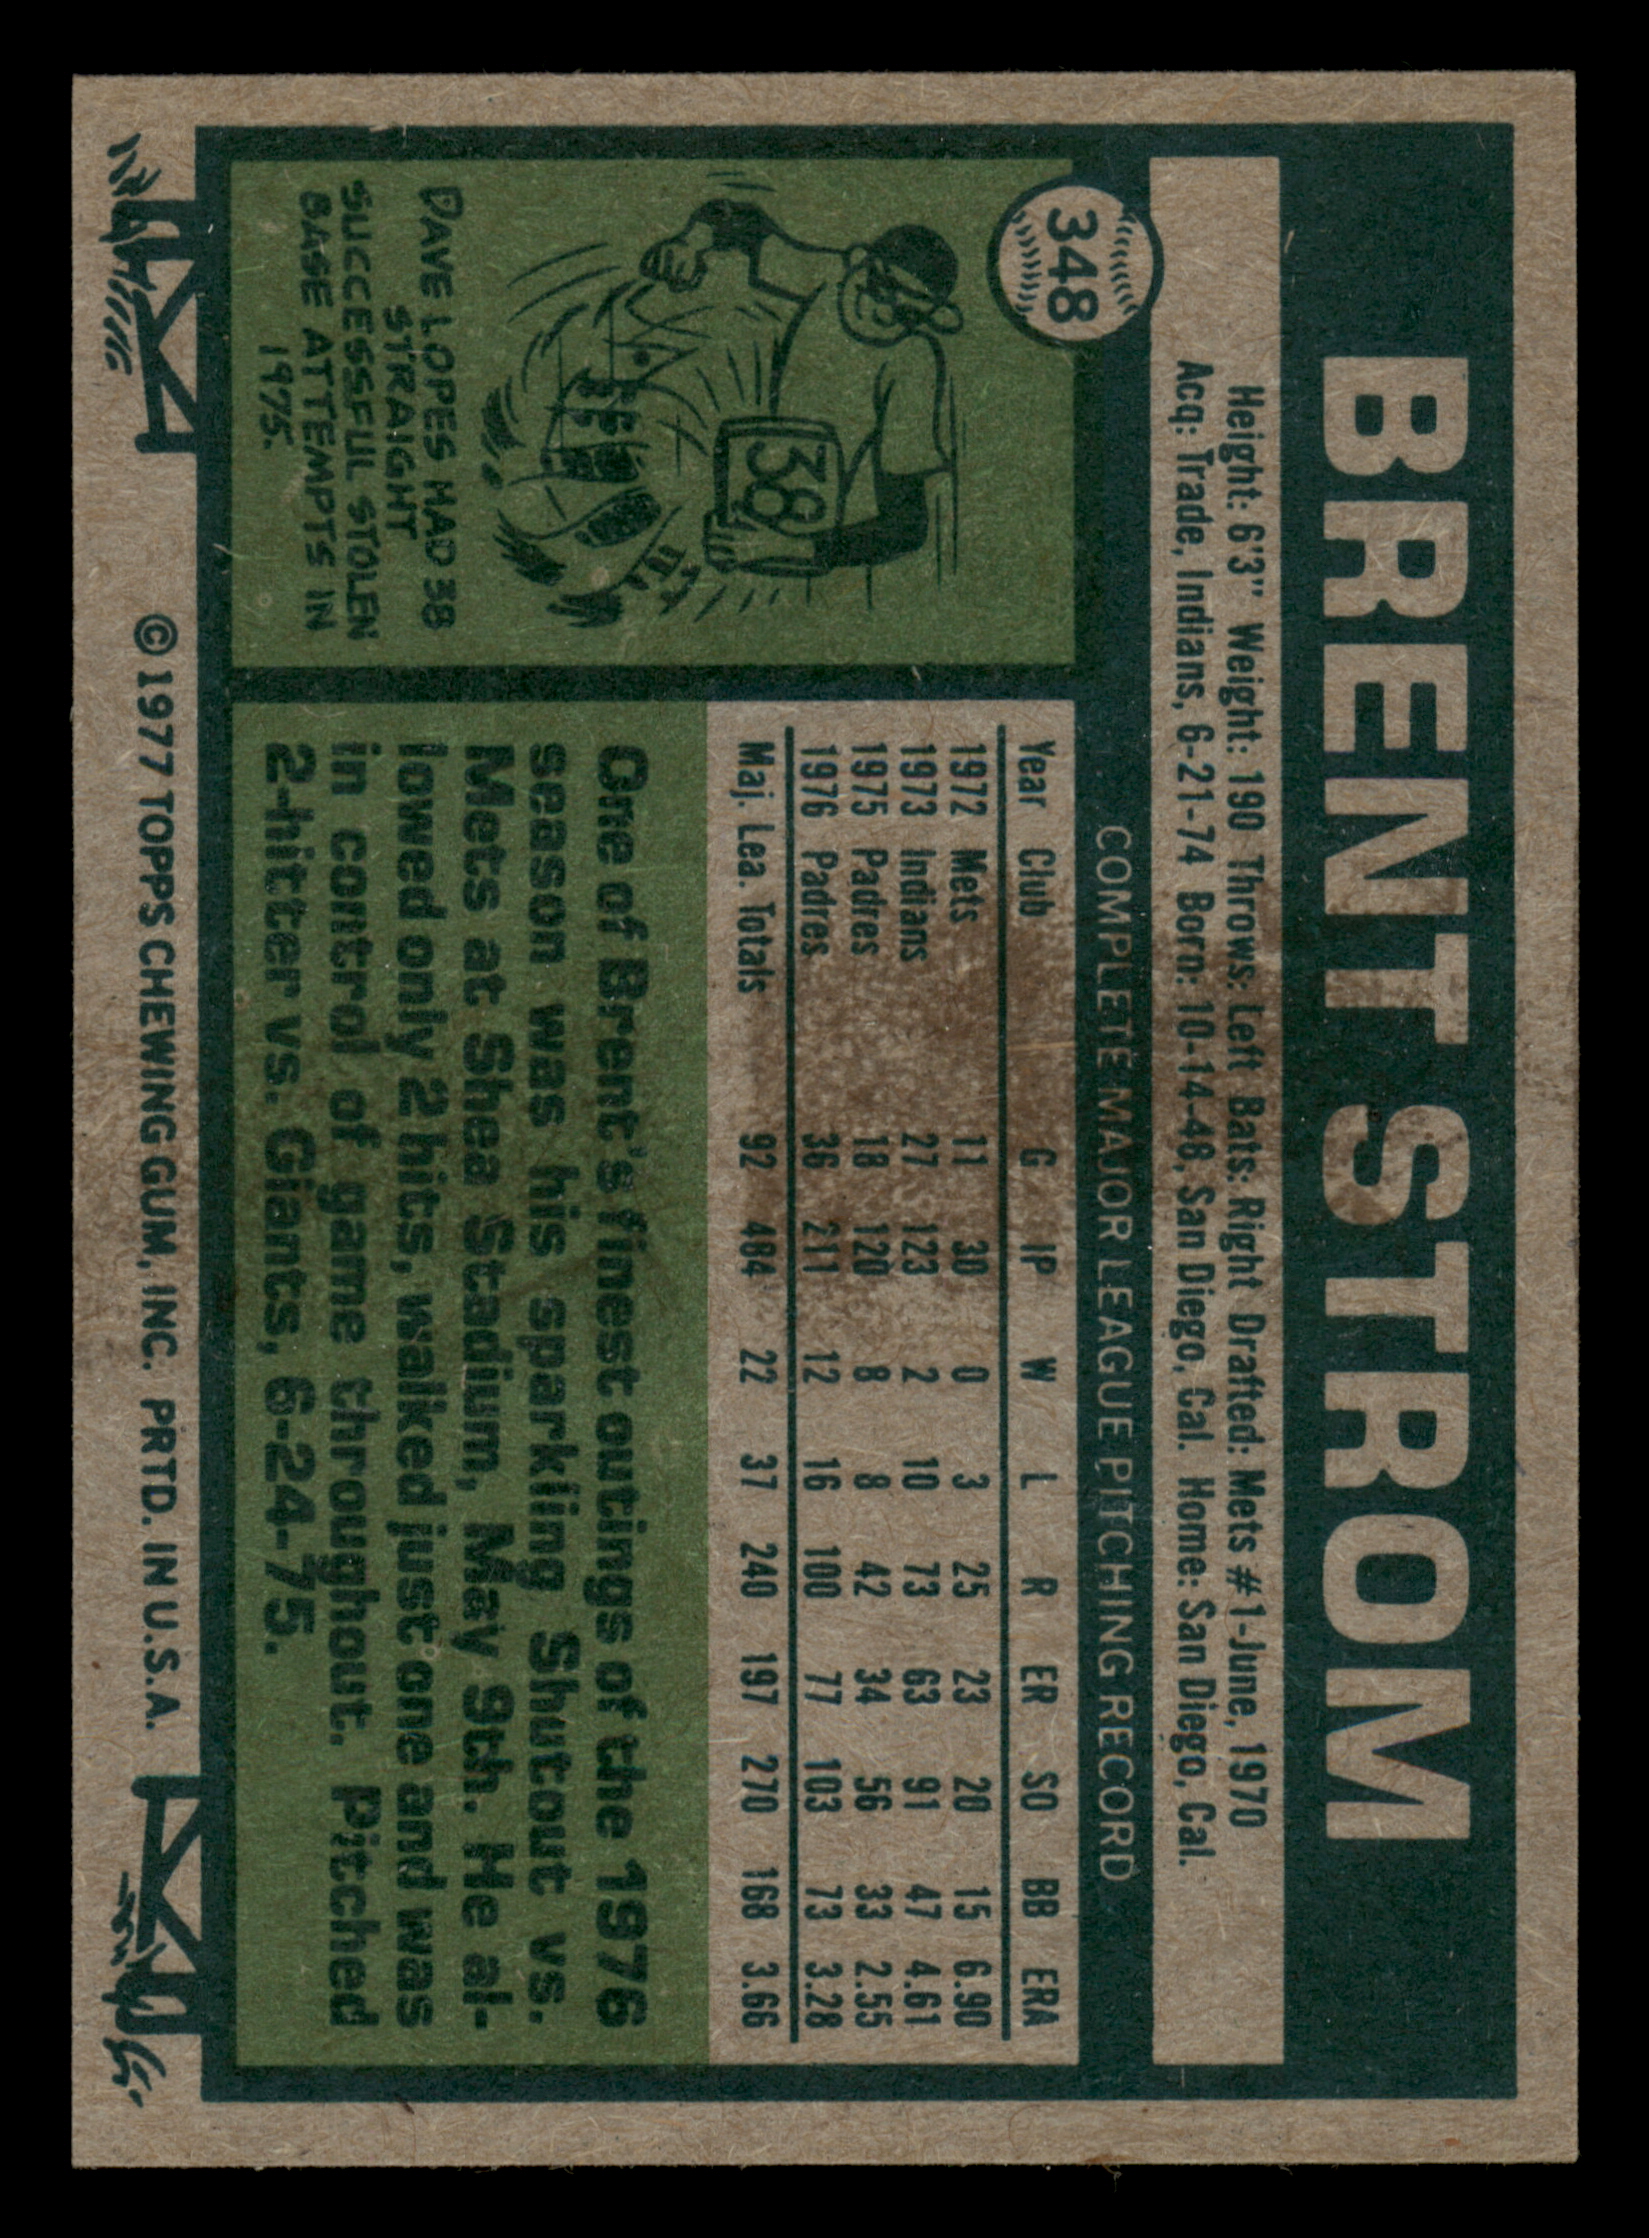 BRENT STROM
Height: 6'3" Weight: 190 Throws: Left Bats: Right Drafted: Mets #1-June, 1970
Acq: Trade, Indians, 6-21-74 Born: 10-14-48, San Diego, Cal. Home: San Diego, Cal.
348
COMPLETE MAJOR LEAGUE PITCHING RECORD
Year Club G IP W L R ER SO BB ERA
1972 Mets 11 30 0 3 25 23 20 15 6.90
1973 Indians 27 123 2 10 73 63 91 47 4.61
1975 Padres 18 120 8 8 42 34 56 33 2.55
1976 Padres 36 211 12 16 100 77 103 73 3.28
Maj. Lea. Totals 92 484 22 37 240 197 270 168 3.66
38
DAVE LOPES HAD 38
STRAIGHT
SUCCESSFUL STOLEN
BASE ATTEMPTS IN
1975.
One of Brent's finest outings of the 1976
season was his sparkling Shutout vs.
Mets at Shea Stadium, May 9th. He al-
lowed only 2 hits, walked just one and was
in control of game throughout. Pitched
2-hitter vs. Giants, 6-24-75.
© 1977 TOPPS CHEWING GUM, INC. PRTD. IN U.S.A.